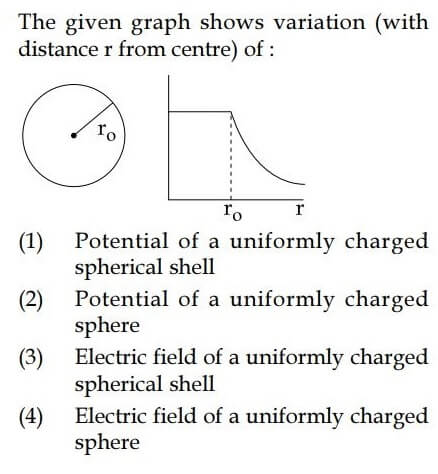 The given graph shows variation (with
distance r from centre) of :
r₀
r₀
r
(1) Potential of a uniformly charged
spherical shell
(2) Potential of a uniformly charged
sphere
(3) Electric field of a uniformly charged
spherical shell
(4) Electric field of a uniformly charged
sphere